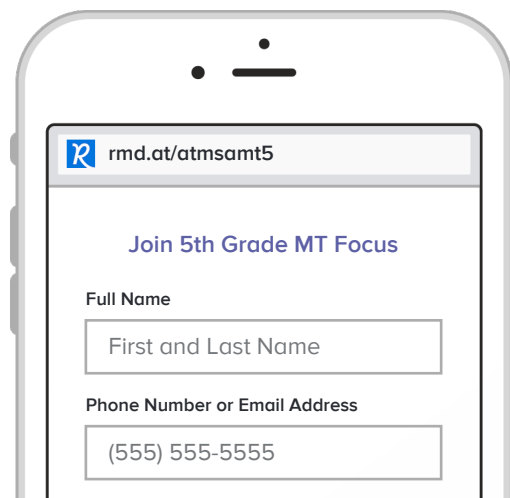 rmd.at/atmsamt5
Join 5th Grade MT Focus
Full Name
First and Last Name
Phone Number or Email Address
(555) 555-5555